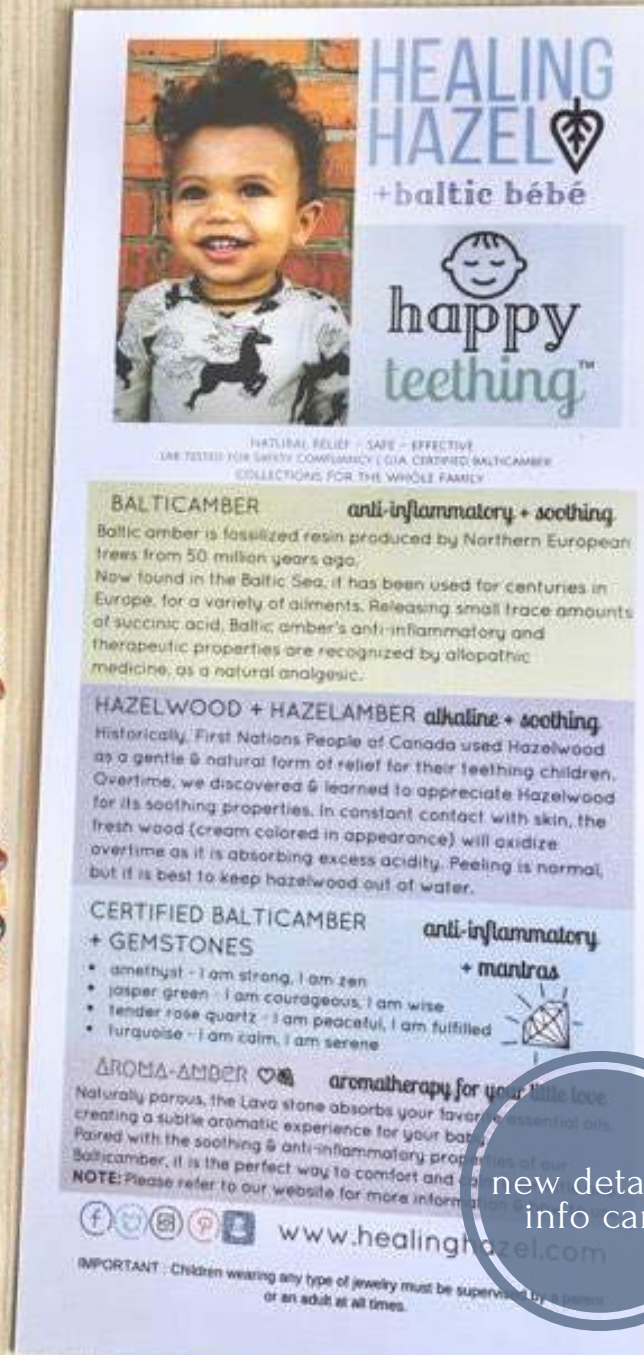 HEALING
HAZEL
+baltic bébé
happy
teething™
NATURAL RELIEF - SAFE - EFFECTIVE
LAB TESTED FOR SAFETY COMPLIANCY | GIA CERTIFIED BALTICAMBER
COLLECTIONS FOR THE WHOLE FAMILY
BALTICAMBER anti-inflammatory + soothing
Baltic amber is fossilized resin produced by Northern European
trees from 50 million years ago.
Now found in the Baltic Sea, it has been used for centuries in
Europe, for a variety of ailments. Releasing small trace amounts
of succinic acid, Baltic amber's anti-inflammatory and
therapeutic properties are recognized by allopathic
medicine, as a natural analgesic.
HAZELWOOD + HAZELAMBER alkaline + soothing
Historically, First Nations People of Canada used Hazelwood
as a gentle & natural form of relief for their teething children.
Overtime, we discovered & learned to appreciate Hazelwood
for its soothing properties. In constant contact with skin, the
fresh wood (cream colored in appearance) will oxidize
overtime as it is absorbing excess acidity. Peeling is normal,
but it is best to keep hazelwood out of water.
CERTIFIED BALTICAMBER
+ GEMSTONES
anti-inflammatory
+ mantras
• amethyst - I am strong, I am zen
• jasper green - I am courageous, I am wise
• tender rose quartz - I am peaceful, I am fulfilled
• turquoise - I am calm, I am serene
AROMA-AMBER aromatherapy for your little love
Naturally porous, the Lava stone absorbs your favorite essential oils,
creating a subtle aromatic experience for your baby.
Paired with the soothing & anti-inflammatory properties of our
Balticamber, it is the perfect way to comfort and
NOTE: Please refer to our website for more information
www.healinghazel.com
IMPORTANT : Children wearing any type of jewelry must be supervised by a parent
or an adult at all times.
new deta
info car